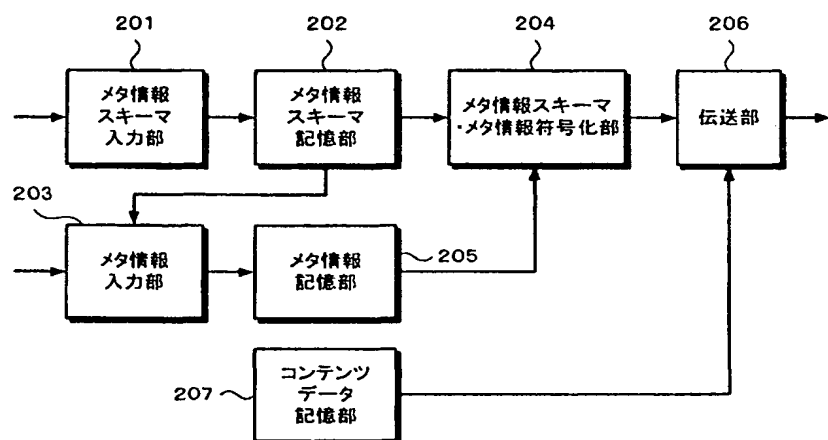 201
202
204
206
メタ情報
スキーマ
入力部
メタ情報
スキーマ
記憶部
メタ情報スキーマ
・メタ情報符号化部
伝送部
203
メタ情報
入力部
メタ情報
記憶部
205
207
コンテンツ
データ
記憶部